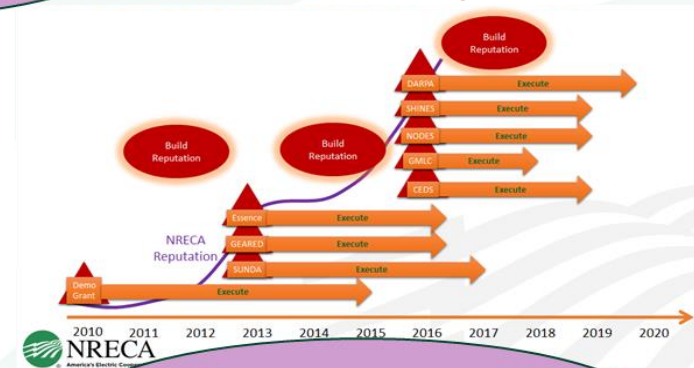 Build
Reputation
DARPA
Execute
SHINES
Execute
Build
Reputation
Build
Reputation
NODES
Execute
GMLC
Execute
CEDS
Execute
Essence
Execute
NRECA
Reputation
GEARED
Execute
SUNDA
Execute
Demo
Grant
Execute
2010 2011 2012 2013 2014 2015 2016 2017 2018 2019 2020
NRECA
America's Electric